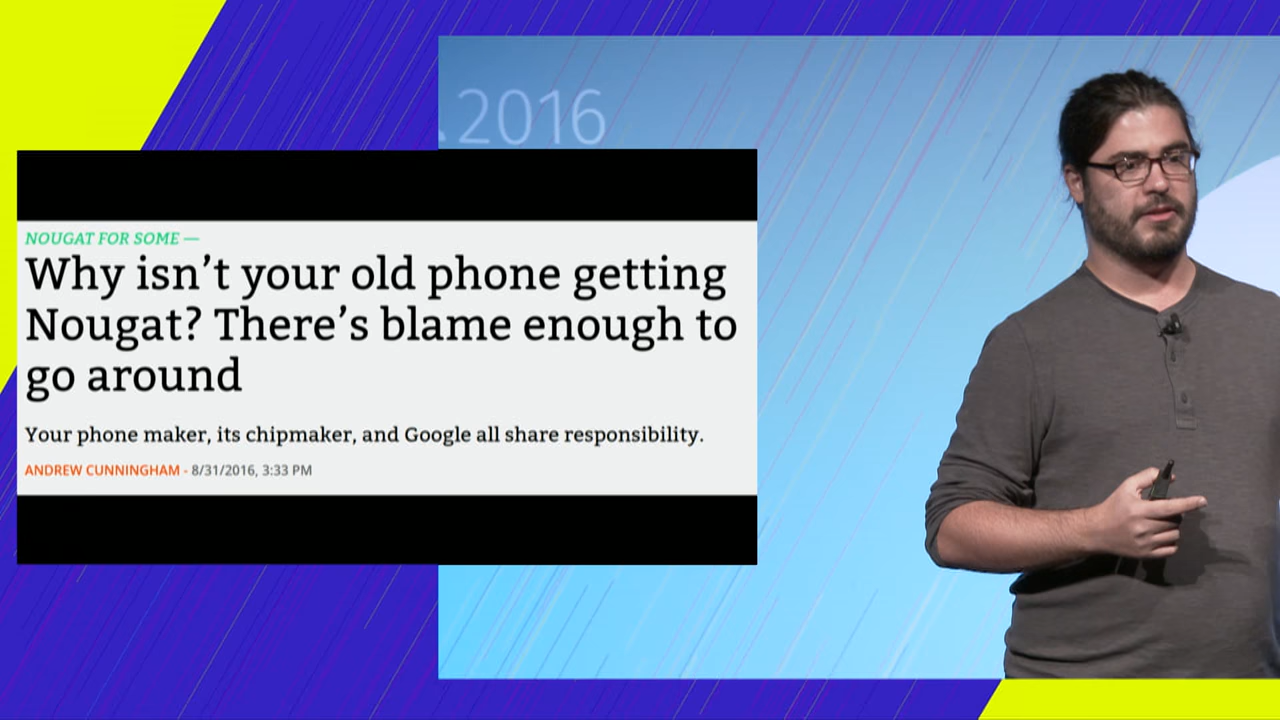 2016
NOUGAT FOR SOME —
Why isn't your old phone getting
Nougat? There's blame enough to
go around
Your phone maker, its chipmaker, and Google all share responsibility.
ANDREW CUNNINGHAM - 8/31/2016, 3:33 PM